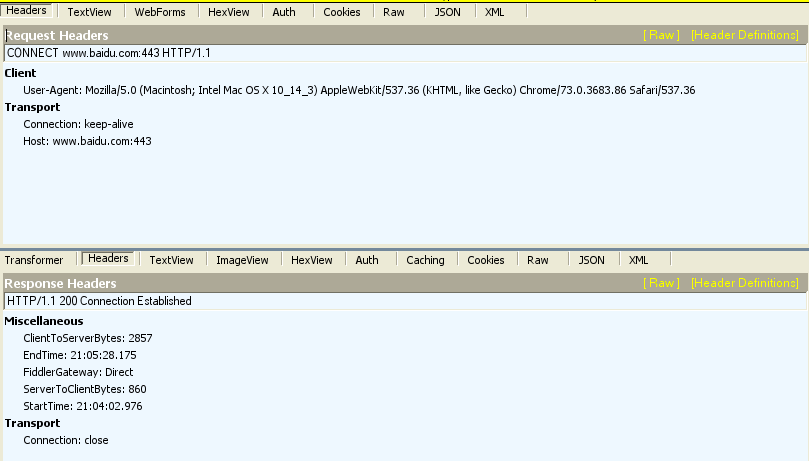 Headers TextView WebForms HexView Auth Cookies Raw JSON XML
Request Headers [ Raw ] [Header Definitions]
CONNECT www.baidu.com:443 HTTP/1.1
Client
User-Agent: Mozilla/5.0 (Macintosh; Intel Mac OS X 10_14_3) AppleWebKit/537.36 (KHTML, like Gecko) Chrome/73.0.3683.86 Safari/537.36
Transport
Connection: keep-alive
Host: www.baidu.com:443
Transformer Headers TextView ImageView HexView Auth Caching Cookies Raw JSON XML
Response Headers [ Raw ] [Header Definitions]
HTTP/1.1 200 Connection Established
Miscellaneous
ClientToServerBytes: 2857
EndTime: 21:05:28.175
FiddlerGateway: Direct
ServerToClientBytes: 860
StartTime: 21:04:02.976
Transport
Connection: close